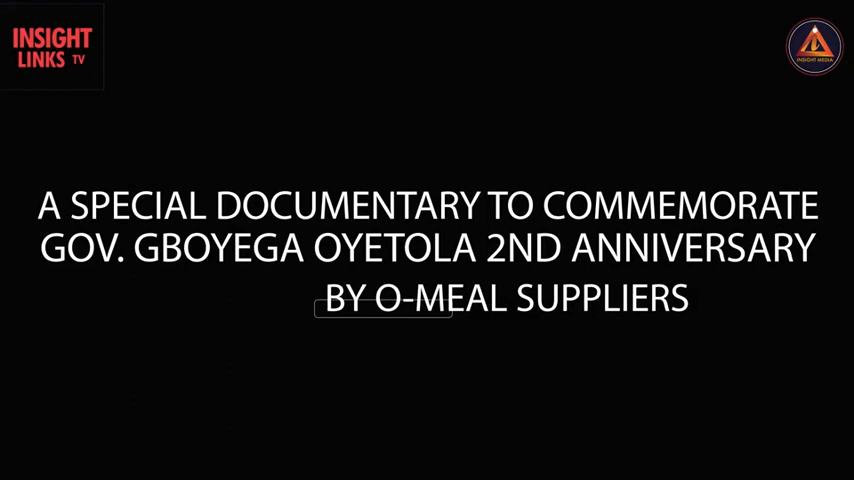 INSIGHT
LINKS TV
INSIGHT MEDIA
A SPECIAL DOCUMENTARY TO COMMEMORATE
GOV. GBOYEGA OYETOLA 2ND ANNIVERSARY
BY O-MEAL SUPPLIERS